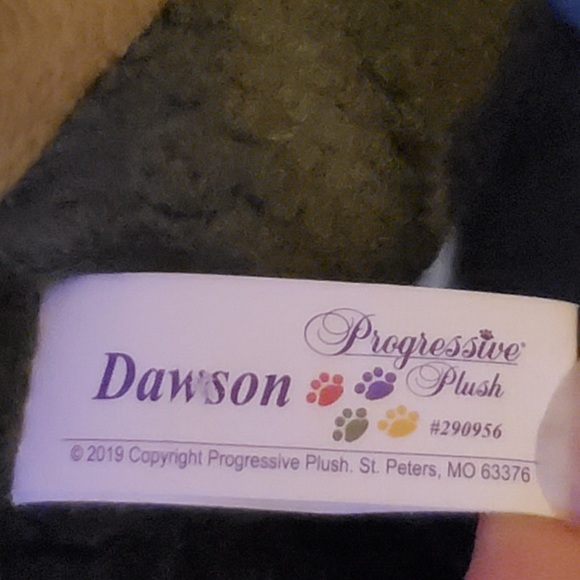 Progressive
Dawson Plush
#290956
© 2019 Copyright Progressive Plush. St. Peters, MO 63376